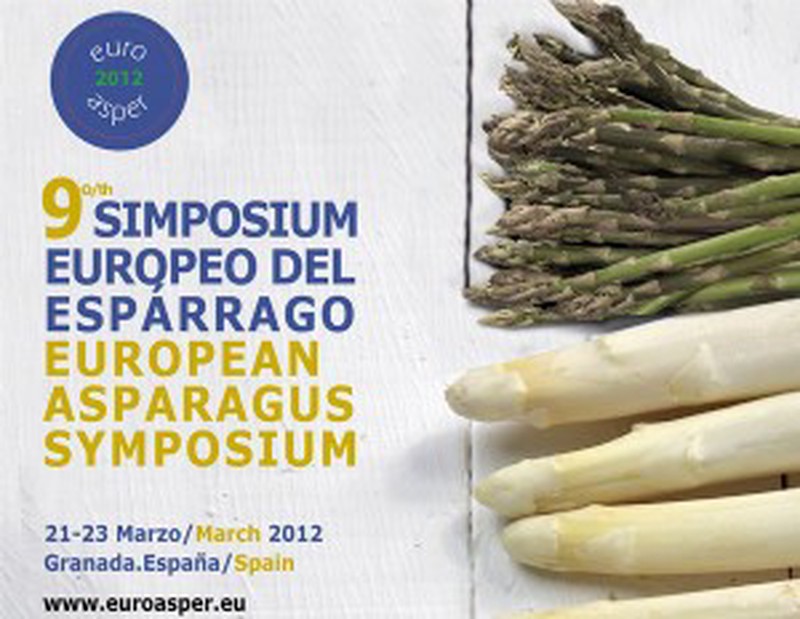 euro
2012
asper
9º/th SIMPOSIUM
EUROPEO DEL
ESPÁRRAGO
EUROPEAN
ASPARAGUS
SYMPOSIUM
21-23 Marzo/March 2012
Granada.España/Spain
www.euroasper.eu